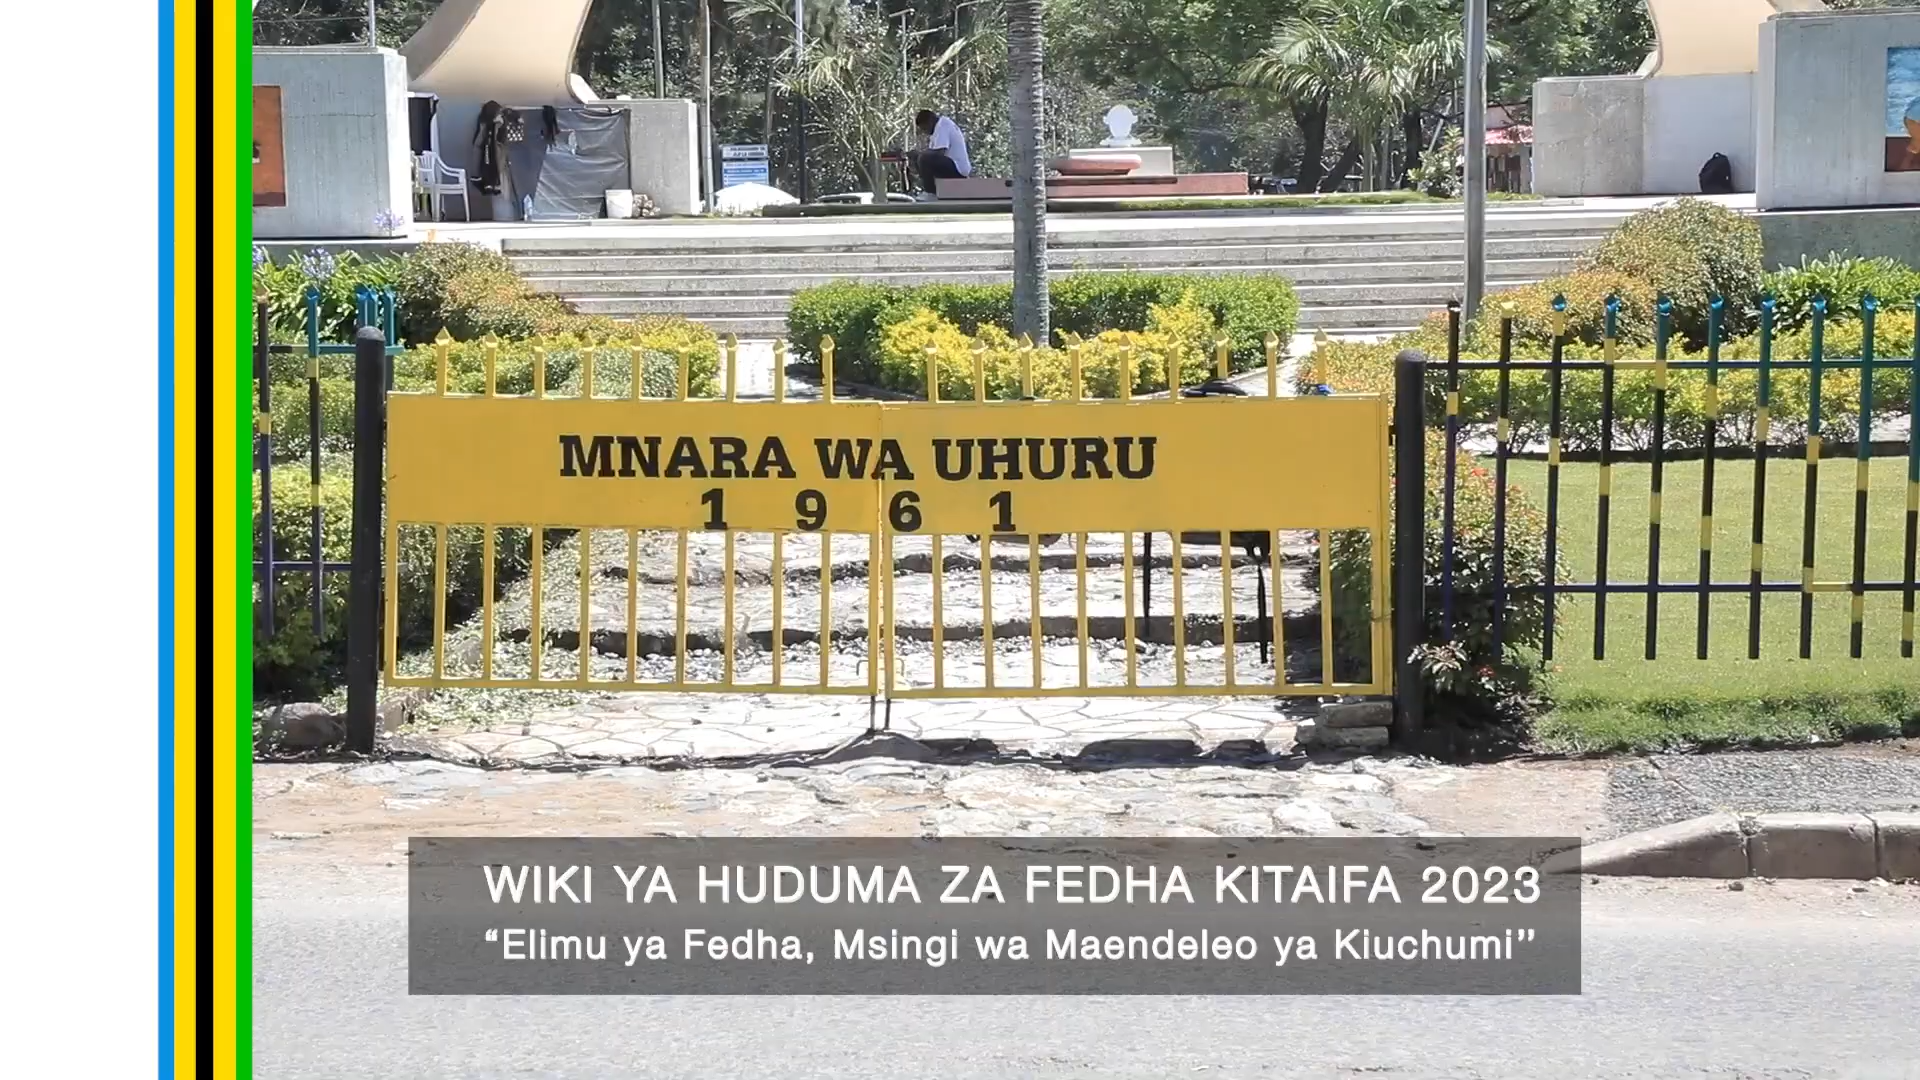 MNARA WA UHURU
1 9 6 1
WIKI YA HUDUMA ZA FEDHA KITAIFA 2023
“Elimu ya Fedha, Msingi wa Maendeleo ya Kiuchumi’’